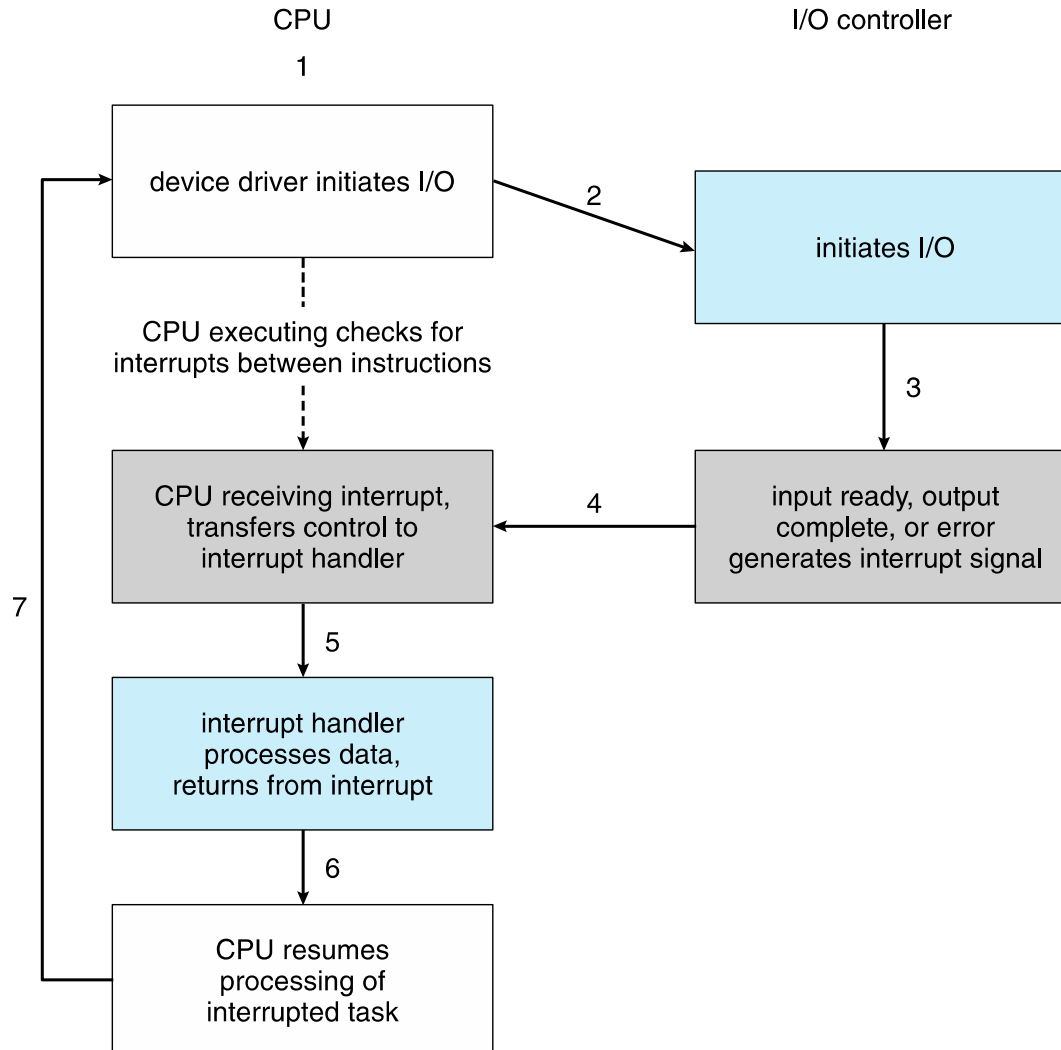 CPU
I/O controller
1
device driver initiates I/O
2
initiates I/O
CPU executing checks for
interrupts between instructions
3
CPU receiving interrupt,
transfers control to
interrupt handler
4
input ready, output
complete, or error
generates interrupt signal
7
5
interrupt handler
processes data,
returns from interrupt
6
CPU resumes
processing of
interrupted task